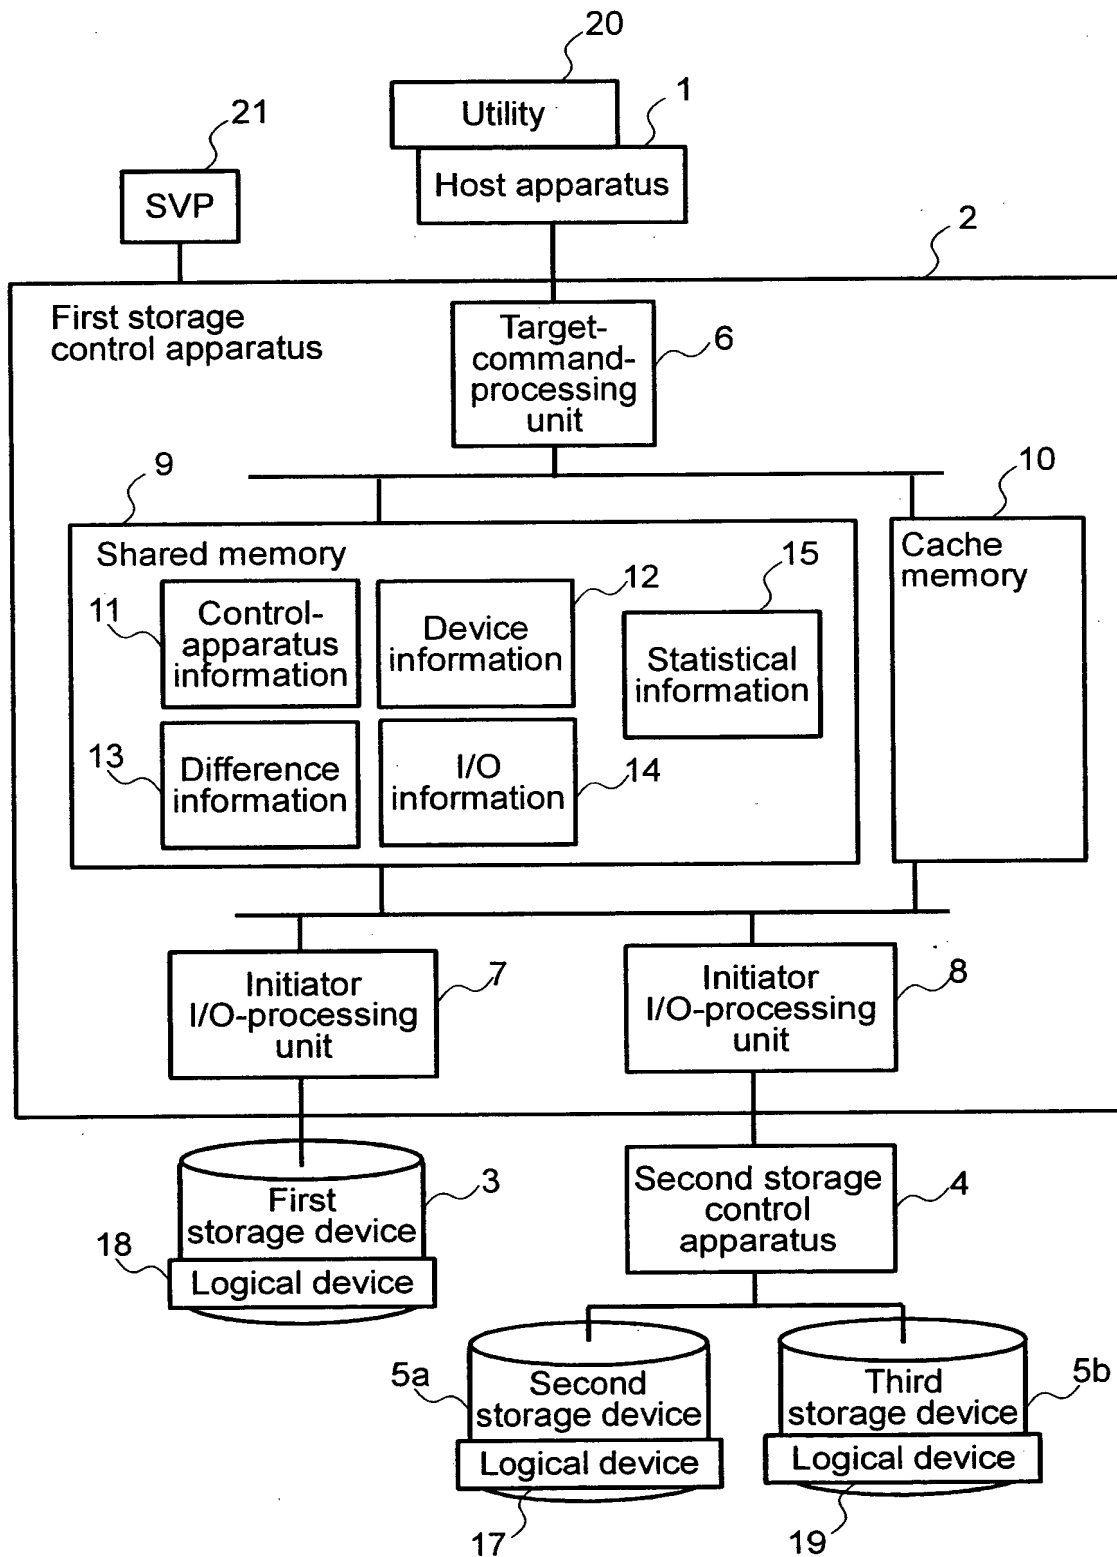 20
Utility
1
21
Host apparatus
SVP
2
First storage
control apparatus
Target-
command-
processing
unit
6
9
10
Shared memory
Cache
memory
11
Control-
apparatus
information
12
Device
information
15
Statistical
information
13
Difference
information
I/O
information
14
Initiator
I/O-processing
unit
7
Initiator
I/O-processing
unit
8
First
storage device
3
18
Logical device
Second storage
control
apparatus
4
5a
Second
storage device
Third
storage device
5b
Logical device
Logical device
17
19